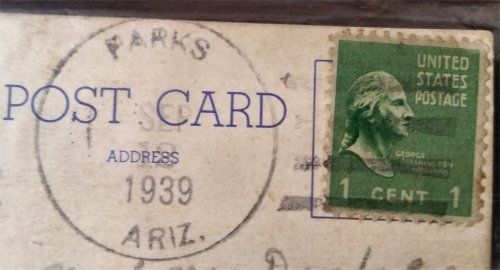 PARKS
UNITED
STATES
POSTAGE
POST CARD
SEP
ADDRESS
GEORGE
WASHINGTON
1939
1 CENT 1
ARIZ.